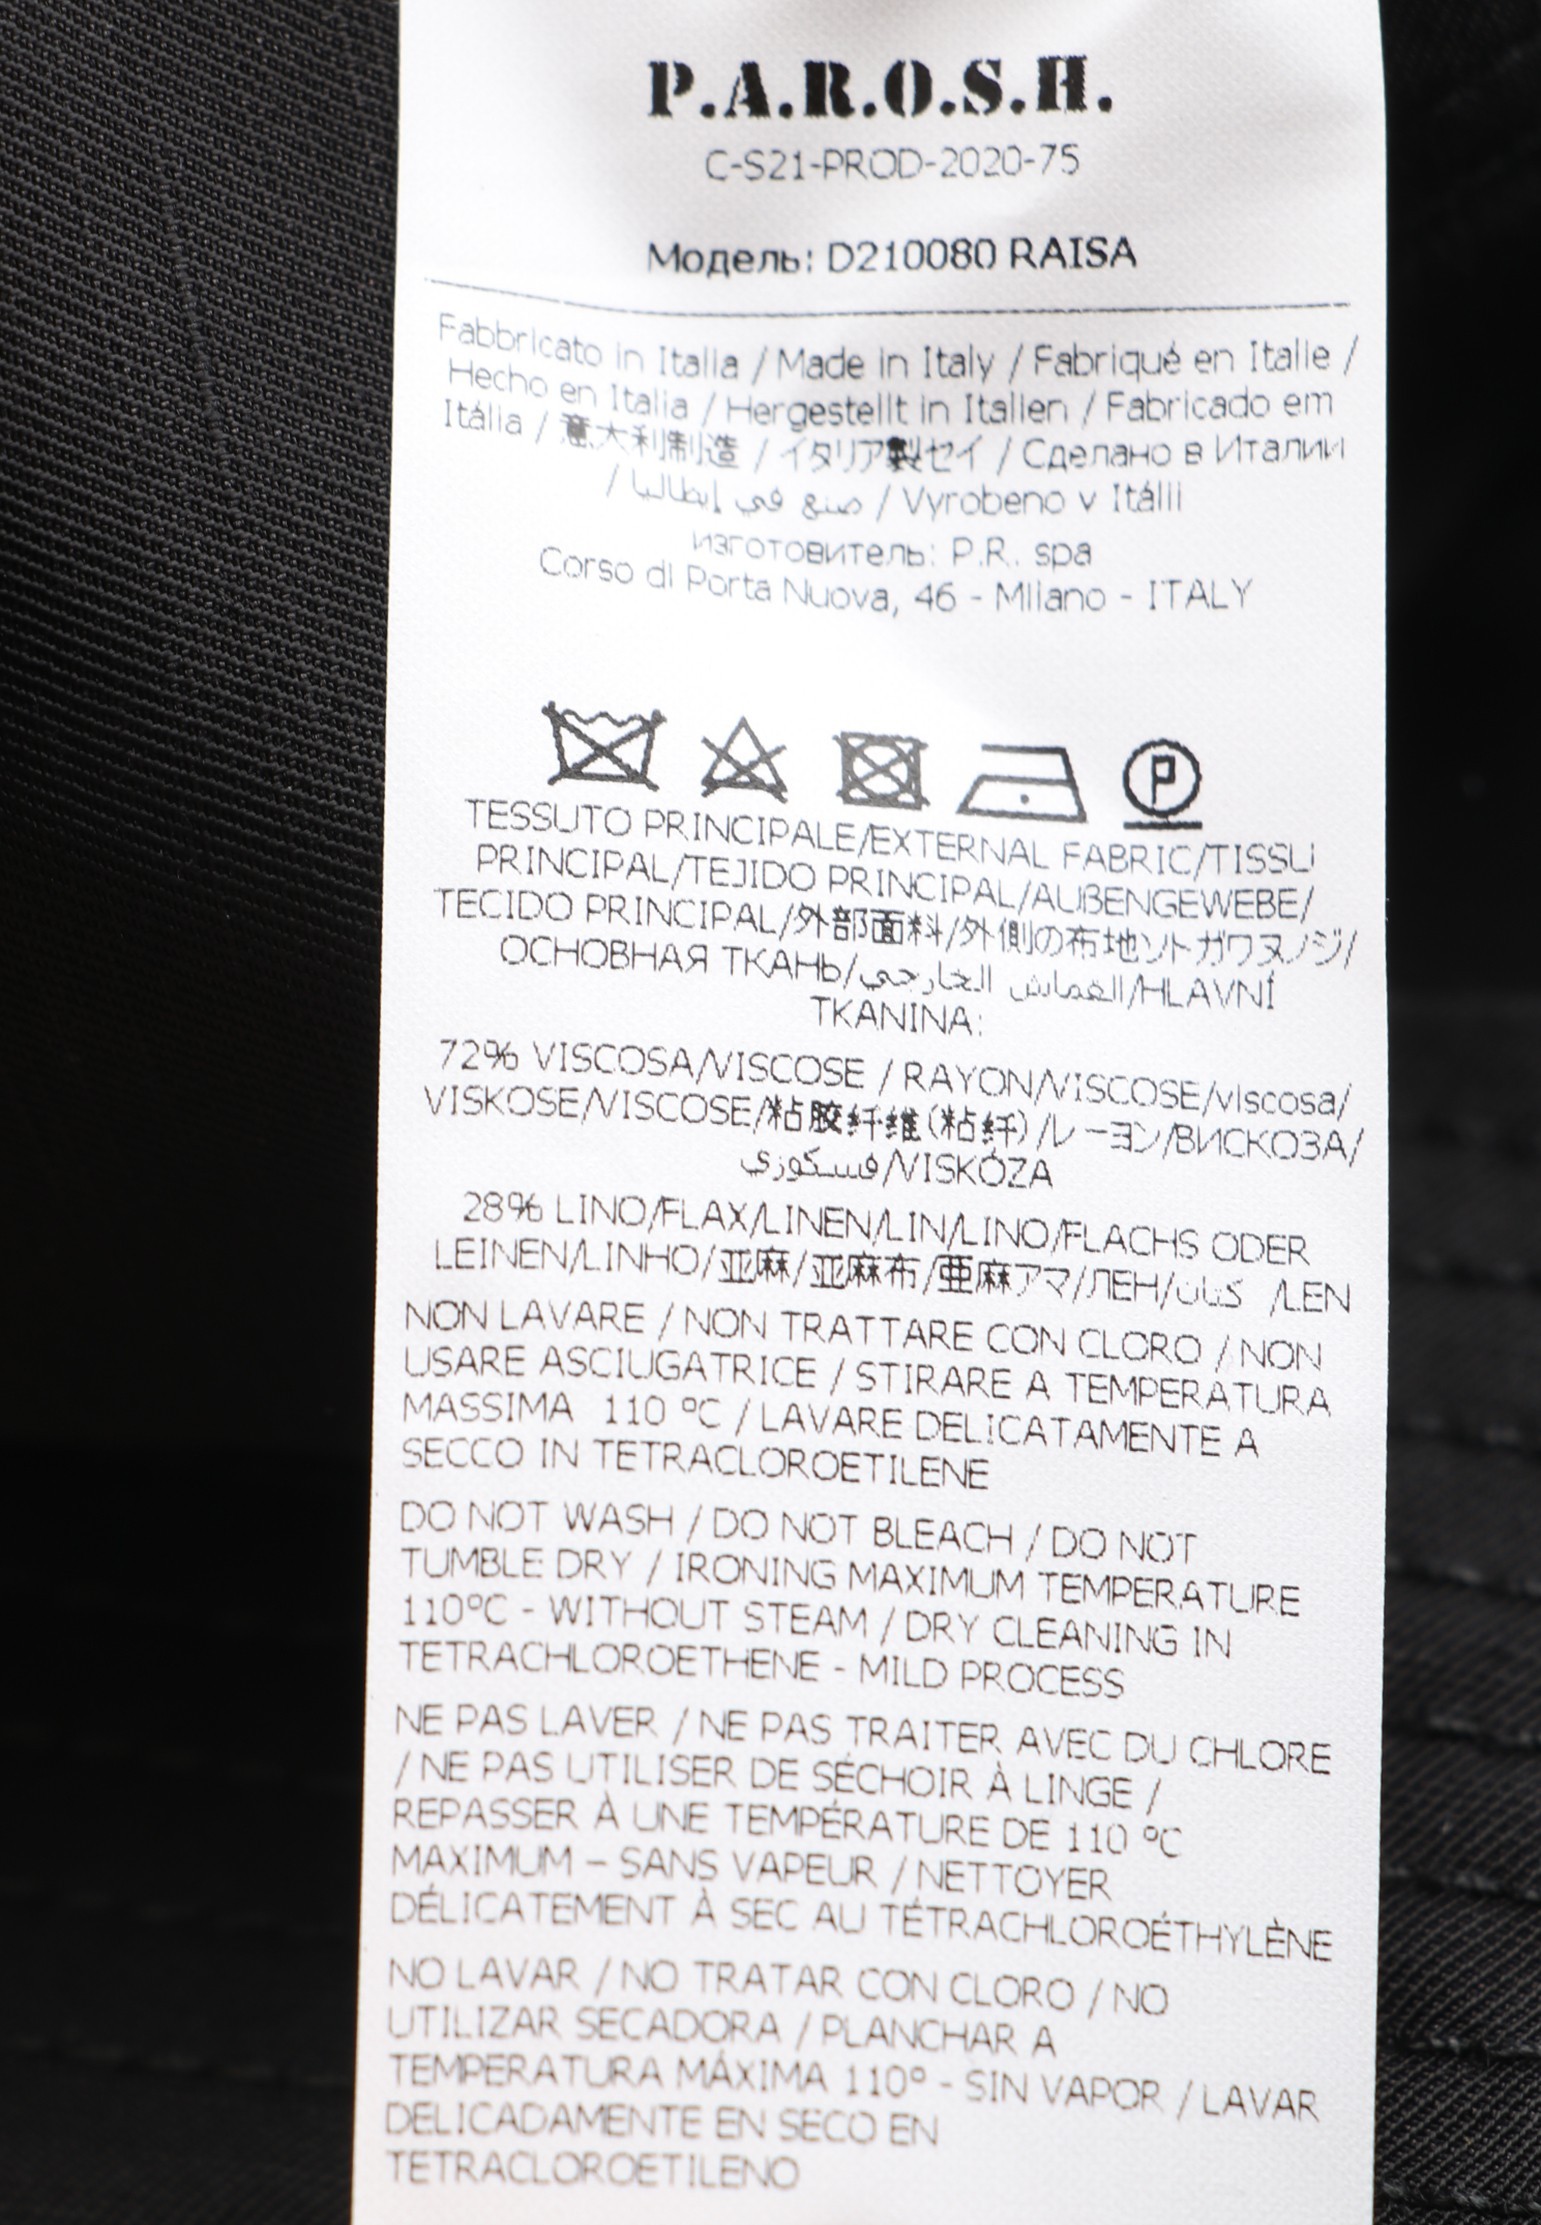 P.A.R.O.S.H.
C-S21-PROD-2020-75
Модель: D210080 RAISA
Fabbricato in Italia / Made in Italy / Fabriqué en Italie /
Hecho en Italia / Hergestellt in Italien / Fabricado em
Itália / 意大利制造 / イタリア製セイ / Сделано в Италии
/ صنع في إيطاليا / Vyrobeno v Itálii
изготовитель: P.R. spa
Corso di Porta Nuova, 46 - Milano - ITALY
P
TESSUTO PRINCIPALE/EXTERNAL FABRIC/TISSU
PRINCIPAL/TEJIDO PRINCIPAL/AUßENGEWEBE/
TECIDO PRINCIPAL/外部面料/外側の布地ソトガワヌノジ/
ОСНОВНАЯ ТКАНЬ/القماش الخارجي/HLAVNÍ
TKANINA:
72% VISCOSA/VISCOSE / RAYON/VISCOSE/viscosa/
VISKOSE/VISCOSE/粘胶纤维(粘纤)/レーヨン/ВИСКОЗА/
فسكوزي/VISKÓZA
28% LINO/FLAX/LINEN/LIN/LINO/FLACHS ODER
LEINEN/LINHO/亚麻/亚麻布/亜麻アマ/ЛЕН/كتان /LEN
NON LAVARE / NON TRATTARE CON CLORO / NON
USARE ASCIUGATRICE / STIRARE A TEMPERATURA
MASSIMA 110 ºC / LAVARE DELICATAMENTE A
SECCO IN TETRACLOROETILENE
DO NOT WASH / DO NOT BLEACH / DO NOT
TUMBLE DRY / IRONING MAXIMUM TEMPERATURE
110ºC - WITHOUT STEAM / DRY CLEANING IN
TETRACHLOROETHENE - MILD PROCESS
NE PAS LAVER / NE PAS TRAITER AVEC DU CHLORE
/ NE PAS UTILISER DE SÉCHOIR À LINGE /
REPASSER À UNE TEMPÉRATURE DE 110 ºC
MAXIMUM – SANS VAPEUR / NETTOYER
DÉLICATEMENT À SEC AU TÉTRACHLOROÉTHYLÈNE
NO LAVAR / NO TRATAR CON CLORO / NO
UTILIZAR SECADORA / PLANCHAR A
TEMPERATURA MÁXIMA 110º - SIN VAPOR / LAVAR
DELICADAMENTE EN SECO EN
TETRACLOROETILENO